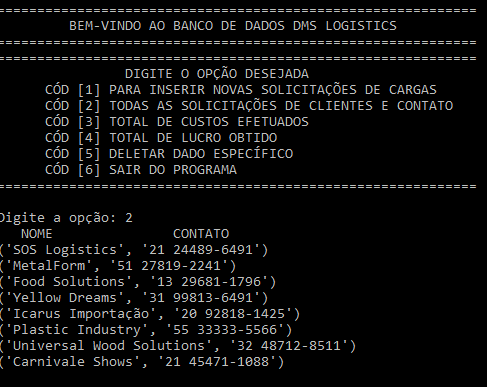 ============================================================
BEM-VINDO AO BANCO DE DADOS DMS LOGISTICS
============================================================
============================================================
DIGITE O OPÇÃO DESEJADA
CÓD [1] PARA INSERIR NOVAS SOLICITAÇÕES DE CARGAS
CÓD [2] TODAS AS SOLICITAÇÕES DE CLIENTES E CONTATO
CÓD [3] TOTAL DE CUSTOS EFETUADOS
CÓD [4] TOTAL DE LUCRO OBTIDO
CÓD [5] DELETAR DADO ESPECÍFICO
CÓD [6] SAIR DO PROGRAMA
============================================================
Digite a opção: 2
NOME CONTATO
('SOS Logistics', '21 24489-6491')
('MetalForm', '51 27819-2241')
('Food Solutions', '13 29681-1796')
('Yellow Dreams', '31 99813-6491')
('Icarus Importação', '20 92818-1425')
('Plastic Industry', '55 33333-5566')
('Universal Wood Solutions', '32 48712-8511')
('Carnivale Shows', '21 45471-1088')